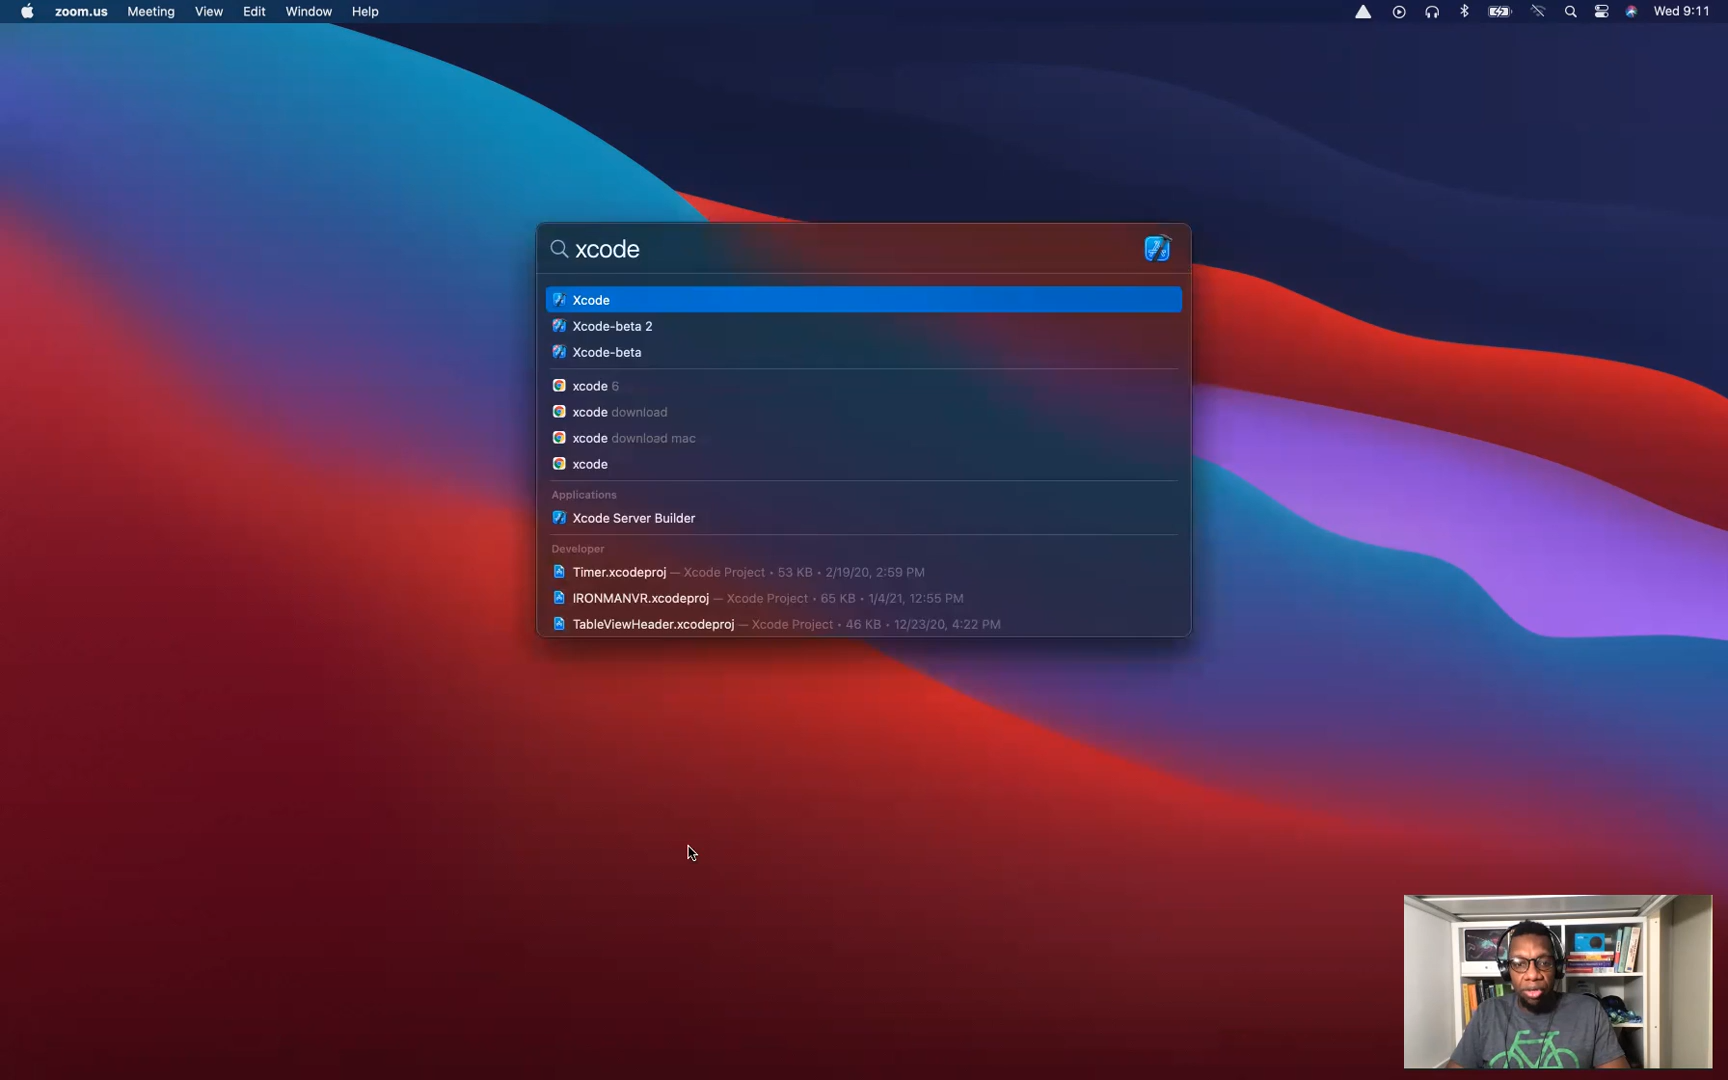 zoom.us Meeting View Edit Window Help Wed 9:11
xcode
Xcode
Xcode-beta 2
Xcode-beta
xcode 6
xcode download
xcode download mac
xcode
Applications
Xcode Server Builder
Developer
Timer.xcodeproj — Xcode Project • 53 KB • 2/19/20, 2:59 PM
IRONMANVR.xcodeproj — Xcode Project • 65 KB • 1/4/21, 12:55 PM
TableViewHeader.xcodeproj — Xcode Project • 46 KB • 12/23/20, 4:22 PM